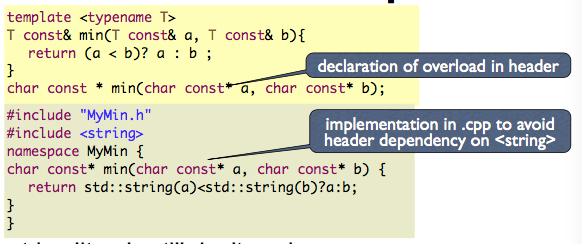 template <typename T>
T const& min(T const& a, T const& b){
return (a < b)? a : b ;
}
char const * min(char const* a, char const* b);
declaration of overload in header
#include "MyMin.h"
#include <string>
namespace MyMin {
char const* min(char const* a, char const* b) {
return std::string(a)<std::string(b)?a:b;
}
}
implementation in .cpp to avoid
header dependency on <string>